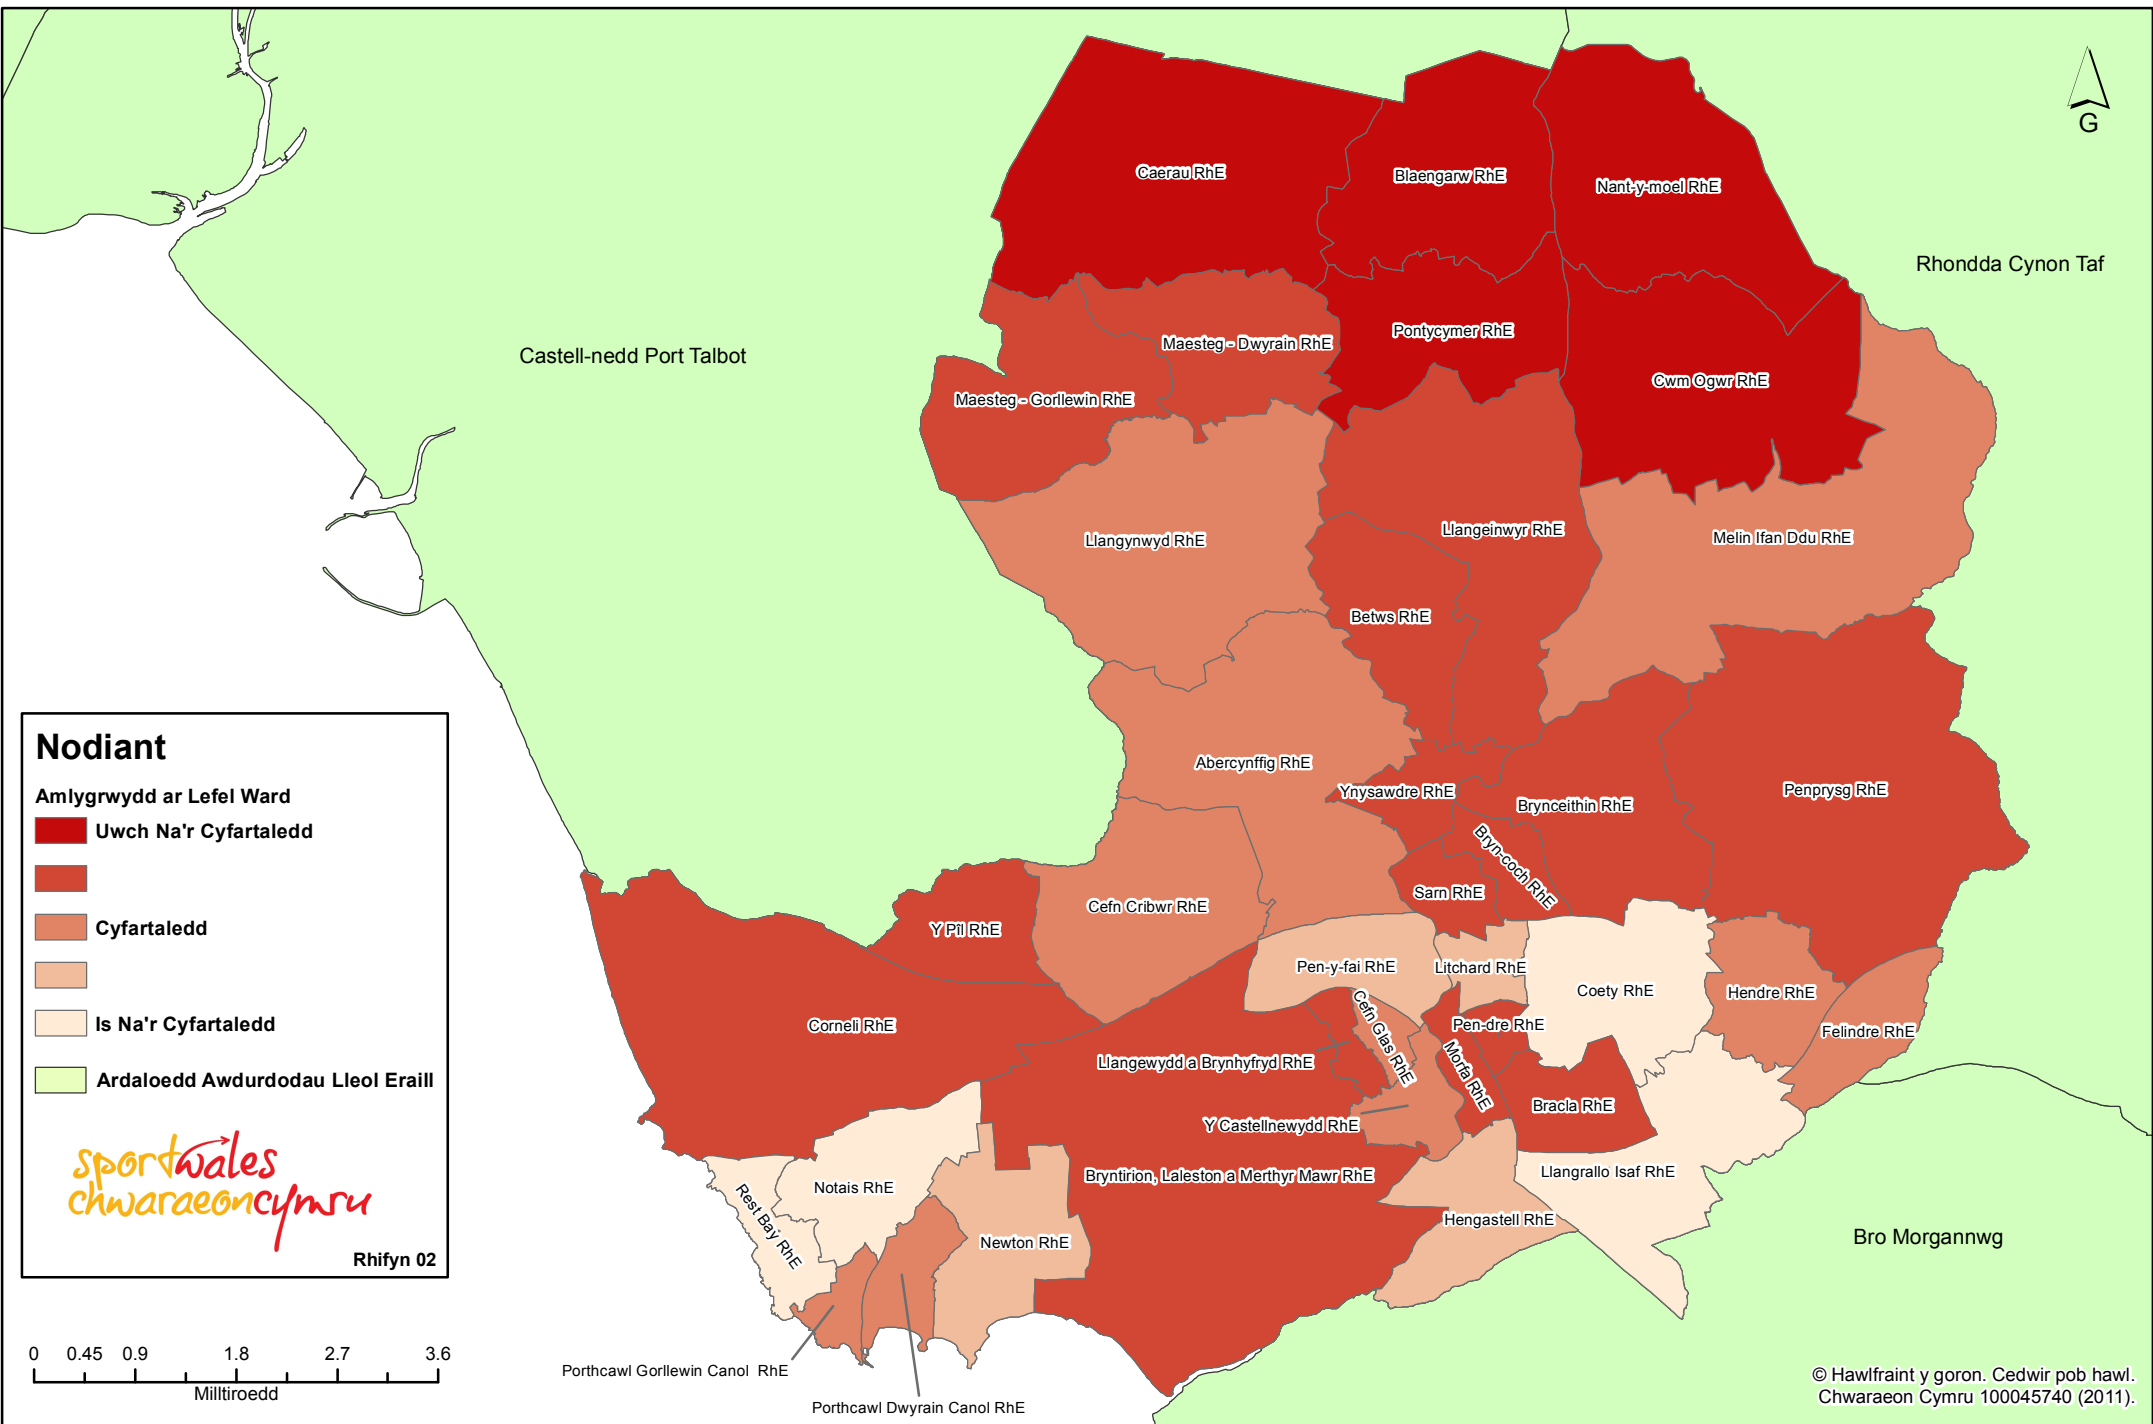 G
Caerau RhE
Blaengarw RhE
Nant-y-moel RhE
Rhondda Cynon Taf
Castell-nedd Port Talbot
Maesteg - Dwyrain RhE
Pontycymer RhE
Maesteg - Gorllewin RhE
Cwm Ogwr RhE
Llangynwyd RhE
Llangeinwyr RhE
Melin Ifan Ddu RhE
Betws RhE
Abercynffig RhE
Ynysawdre RhE
Brynceithin RhE
Penprysg RhE
Bryn-coch RhE
Sarn RhE
Cefn Cribwr RhE
Y Pîl RhE
Pen-y-fai RhE
Litchard RhE
Coety RhE
Hendre RhE
Corneli RhE
Cefn Glas RhE
Pen-dre RhE
Felindre RhE
Llangewydd a Brynhyfryd RhE
Morfa RhE
Bracla RhE
Y Castellnewydd RhE
Bryntirion, Laleston a Merthyr Mawr RhE
Llangrallo Isaf RhE
Notais RhE
Rest Bay RhE
Hengastell RhE
Newton RhE
Bro Morgannwg
Porthcawl Gorllewin Canol RhE
Porthcawl Dwyrain Canol RhE
Nodiant
Amlygrwydd ar Lefel Ward
Uwch Na'r Cyfartaledd
Cyfartaledd
Is Na'r Cyfartaledd
Ardaloedd Awdurdodau Lleol Eraill
sportwales
chwaraeoncymru
Rhifyn 02
0 0.45 0.9 1.8 2.7 3.6
Milltiroedd
© Hawlfraint y goron. Cedwir pob hawl.
Chwaraeon Cymru 100045740 (2011).